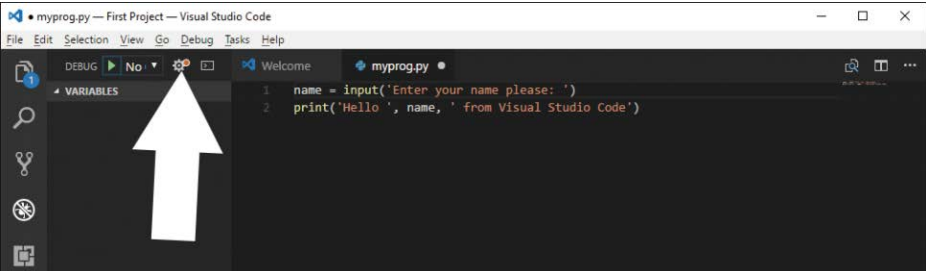 ● myprog.py — First Project — Visual Studio Code
File Edit Selection View Go Debug Tasks Help
DEBUG No
Welcome
myprog.py ●
1
VARIABLES
1 name = input('Enter your name please: ')
2 print('Hello ', name, ' from Visual Studio Code')